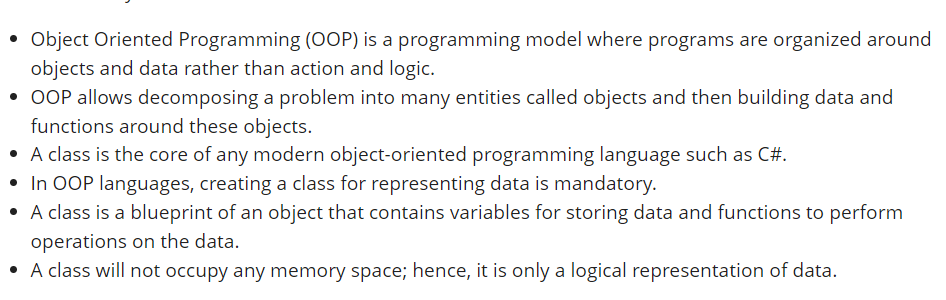 • Object Oriented Programming (OOP) is a programming model where programs are organized around
objects and data rather than action and logic.
• OOP allows decomposing a problem into many entities called objects and then building data and
functions around these objects.
• A class is the core of any modern object-oriented programming language such as C#.
• In OOP languages, creating a class for representing data is mandatory.
• A class is a blueprint of an object that contains variables for storing data and functions to perform
operations on the data.
• A class will not occupy any memory space; hence, it is only a logical representation of data.